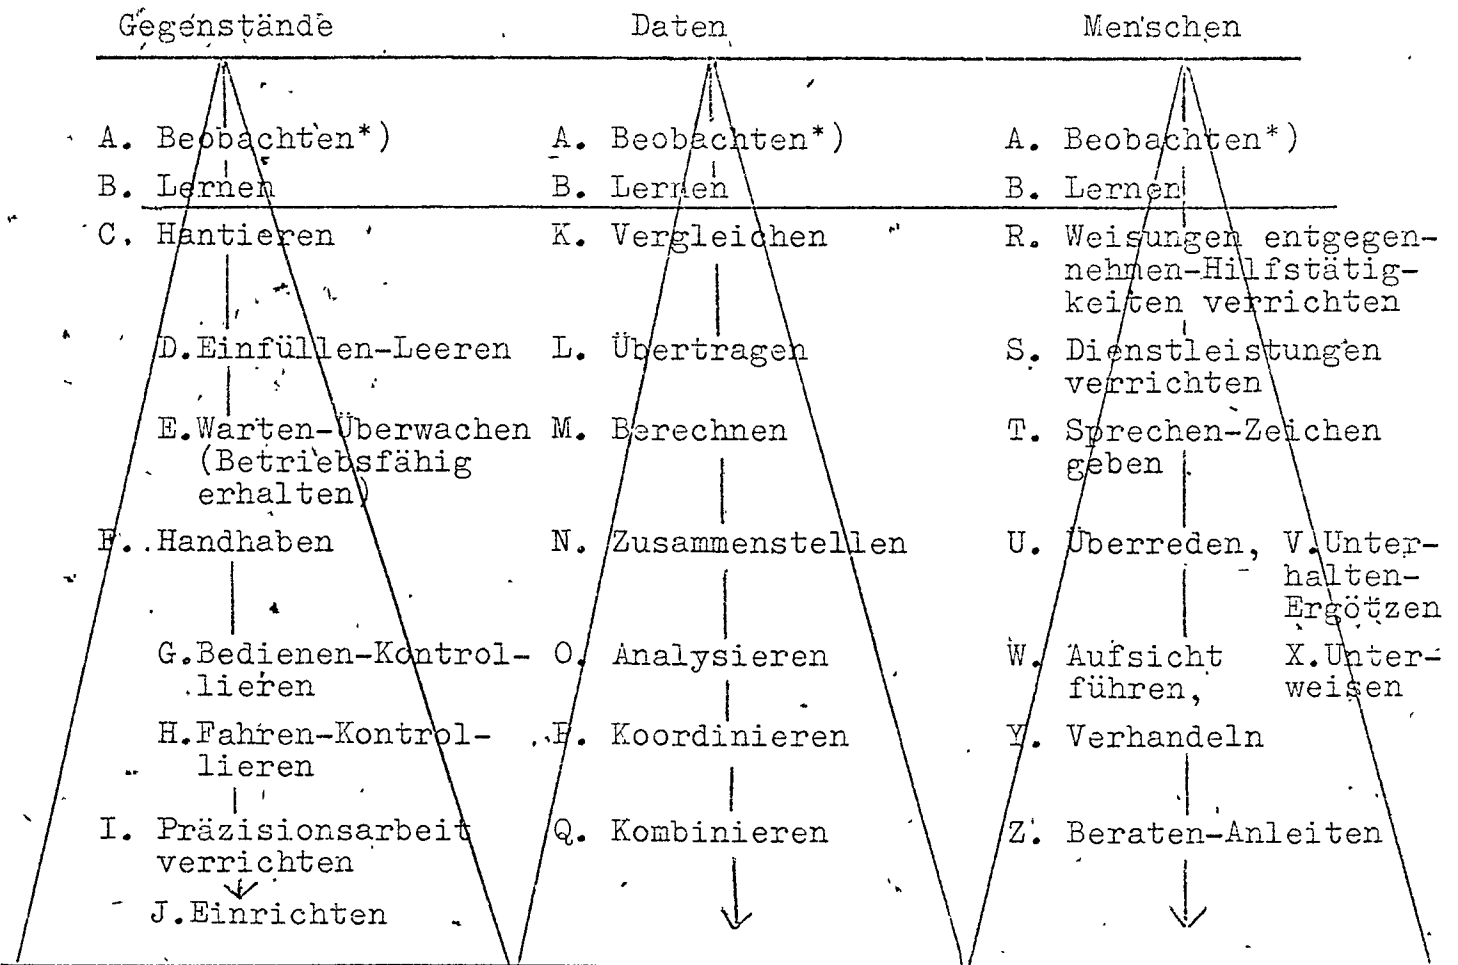 Gegenstände Daten Menschen
A. Beobachten*) A. Beobachten*) A. Beobachten*)
B. Lernen B. Lernen B. Lernen
C. Hantieren K. Vergleichen R. Weisungen entgegen-
nehmen-Hilfstätig-
keiten verrichten
D.Einfüllen-Leeren L. Übertragen S. Dienstleistungen
verrichten
E.Warten-Überwachen M. Berechnen T. Sprechen-Zeichen
(Betriebsfähig geben
erhalten)
F. Handhaben N. Zusammenstellen U. Überreden, V.Unter-
halten-
Ergötzen
G.Bedienen-Kontrol- O. Analysieren W. Aufsicht X.Unter-
lieren führen, weisen
H.Fahren-Kontrol- P. Koordinieren Y. Verhandeln
lieren
I. Präzisionsarbeit Q. Kombinieren Z. Beraten-Anleiten
verrichten
J.Einrichten